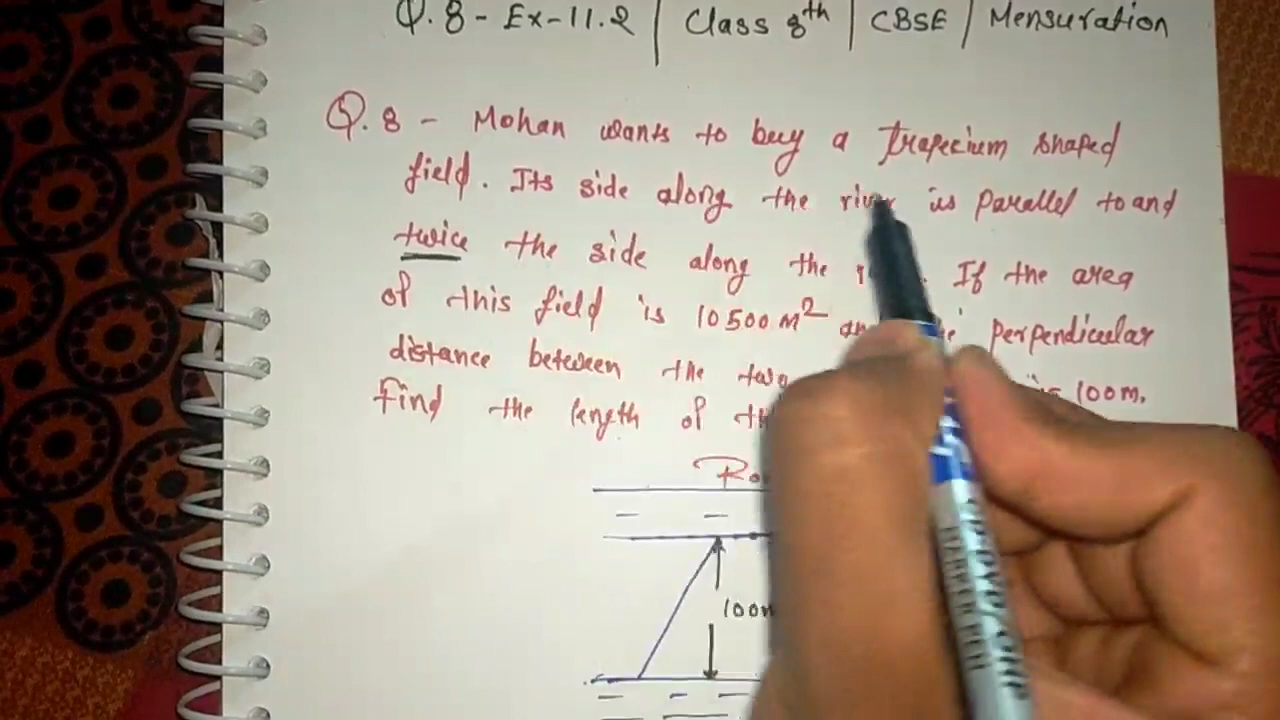 Q.8 - Ex-11.2 | Class 8th | CBSE | Mensuration
Q.8 - Mohan wants to buy a trapezium shaped
field. Its side along the river is parallel to and
twice the side along the . If the area
of this field is 10500 M2 perpendicular
distance between the two is 100m.
Find the length of
100m